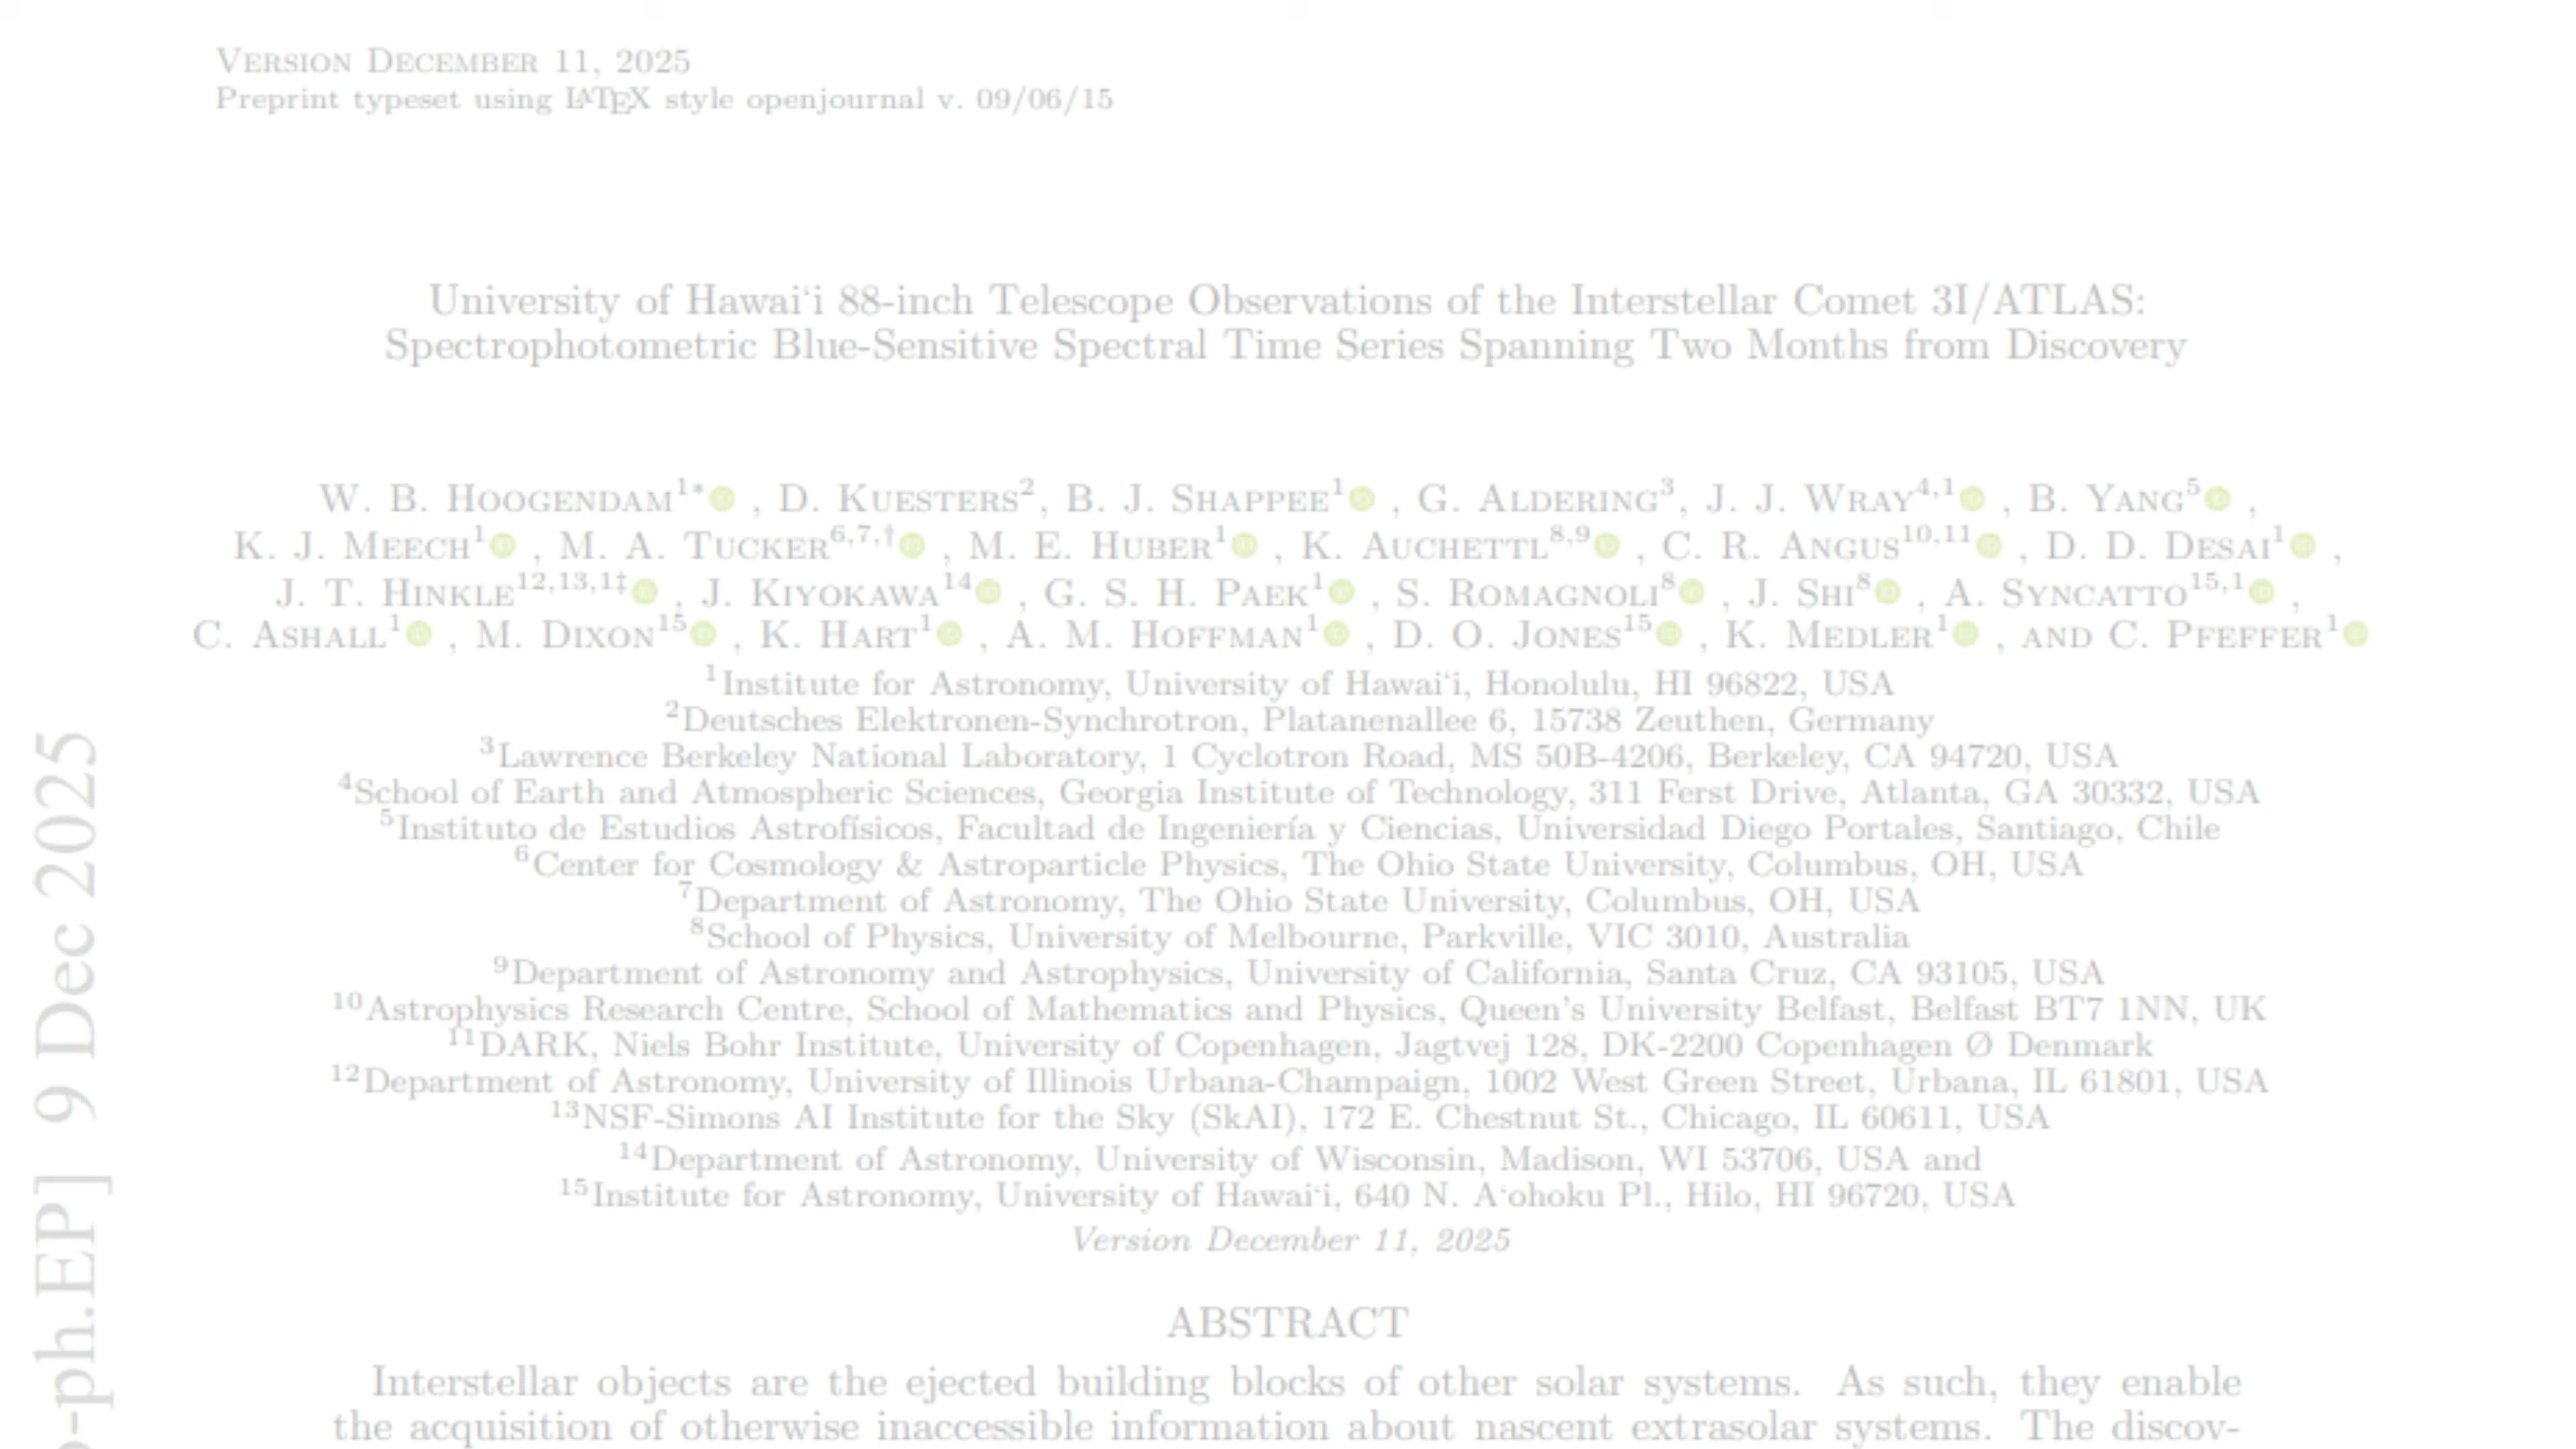 VERSION DECEMBER 11, 2025
Preprint typeset using LATEX style openjournal v. 09/06/15
University of Hawai‘i 88-inch Telescope Observations of the Interstellar Comet 3I/ATLAS:
Spectrophotometric Blue-Sensitive Spectral Time Series Spanning Two Months from Discovery
W. B. HOOGENDAM1*, D. KUESTERS2, B. J. SHAPPEE1, G. ALDERING3, J. J. WRAY4,1, B. YANG5,
K. J. MEECH1, M. A. TUCKER6,7,†, M. E. HUBER1, K. AUCHETTL8,9, C. R. ANGUS10,11, D. D. DESAI1,
J. T. HINKLE12,13,1‡, J. KIYOKAWA14, G. S. H. PAEK1, S. ROMAGNOLI8, J. SHI8, A. SYNCATTO15,1,
C. ASHALL1, M. DIXON15, K. HART1, A. M. HOFFMAN1, D. O. JONES15, K. MEDLER1, AND C. PFEFFER1
1Institute for Astronomy, University of Hawai‘i, Honolulu, HI 96822, USA
2Deutsches Elektronen-Synchrotron, Platanenallee 6, 15738 Zeuthen, Germany
3Lawrence Berkeley National Laboratory, 1 Cyclotron Road, MS 50B-4206, Berkeley, CA 94720, USA
4School of Earth and Atmospheric Sciences, Georgia Institute of Technology, 311 Ferst Drive, Atlanta, GA 30332, USA
5Instituto de Estudios Astrofísicos, Facultad de Ingeniería y Ciencias, Universidad Diego Portales, Santiago, Chile
6Center for Cosmology & Astroparticle Physics, The Ohio State University, Columbus, OH, USA
7Department of Astronomy, The Ohio State University, Columbus, OH, USA
8School of Physics, University of Melbourne, Parkville, VIC 3010, Australia
9Department of Astronomy and Astrophysics, University of California, Santa Cruz, CA 93105, USA
10Astrophysics Research Centre, School of Mathematics and Physics, Queen's University Belfast, Belfast BT7 1NN, UK
11DARK, Niels Bohr Institute, University of Copenhagen, Jagtvej 128, DK-2200 Copenhagen Ø Denmark
12Department of Astronomy, University of Illinois Urbana-Champaign, 1002 West Green Street, Urbana, IL 61801, USA
13NSF-Simons AI Institute for the Sky (SkAI), 172 E. Chestnut St., Chicago, IL 60611, USA
14Department of Astronomy, University of Wisconsin, Madison, WI 53706, USA and
15Institute for Astronomy, University of Hawai‘i, 640 N. A‘ohoku Pl., Hilo, HI 96720, USA
Version December 11, 2025
ABSTRACT
Interstellar objects are the ejected building blocks of other solar systems. As such, they enable
the acquisition of otherwise inaccessible information about nascent extrasolar systems. The discov-
-ph.EP] 9 Dec 2025